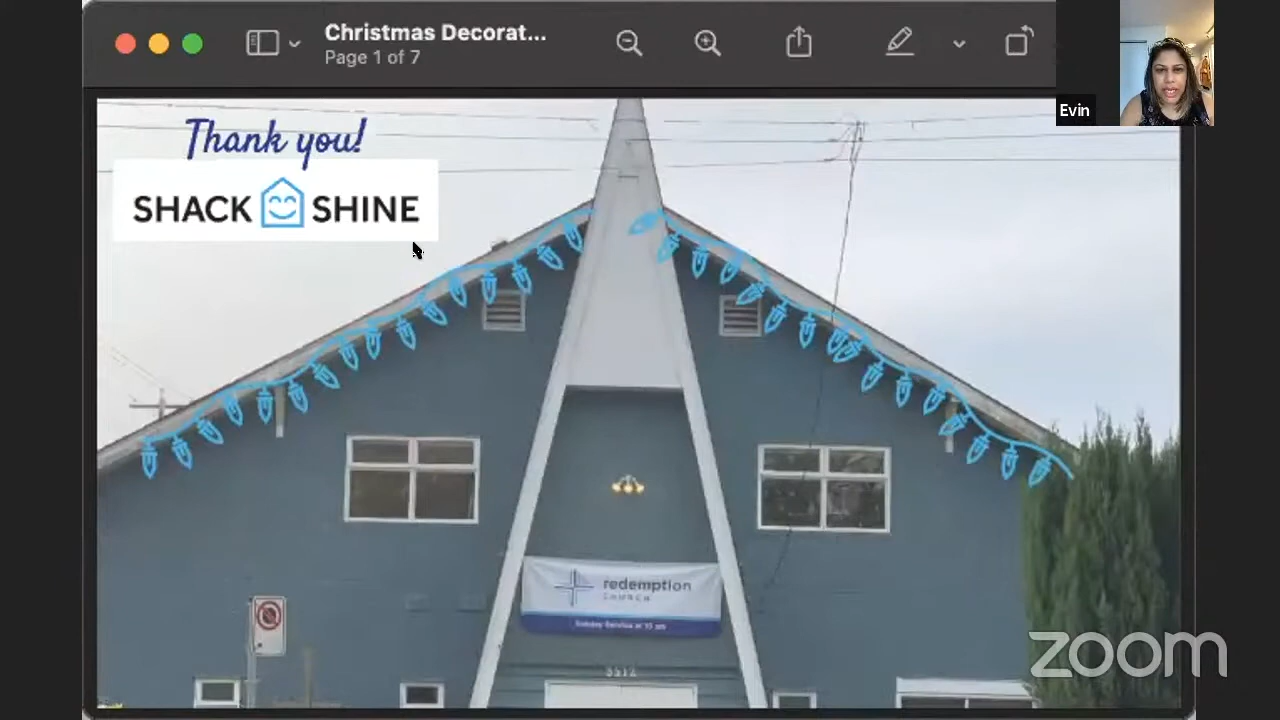 Christmas Decorat...
Page 1 of 7
Evin
Thank you!
SHACK SHINE
redemption
CHURCH
Sunday Service at 10 am
5512
zoom